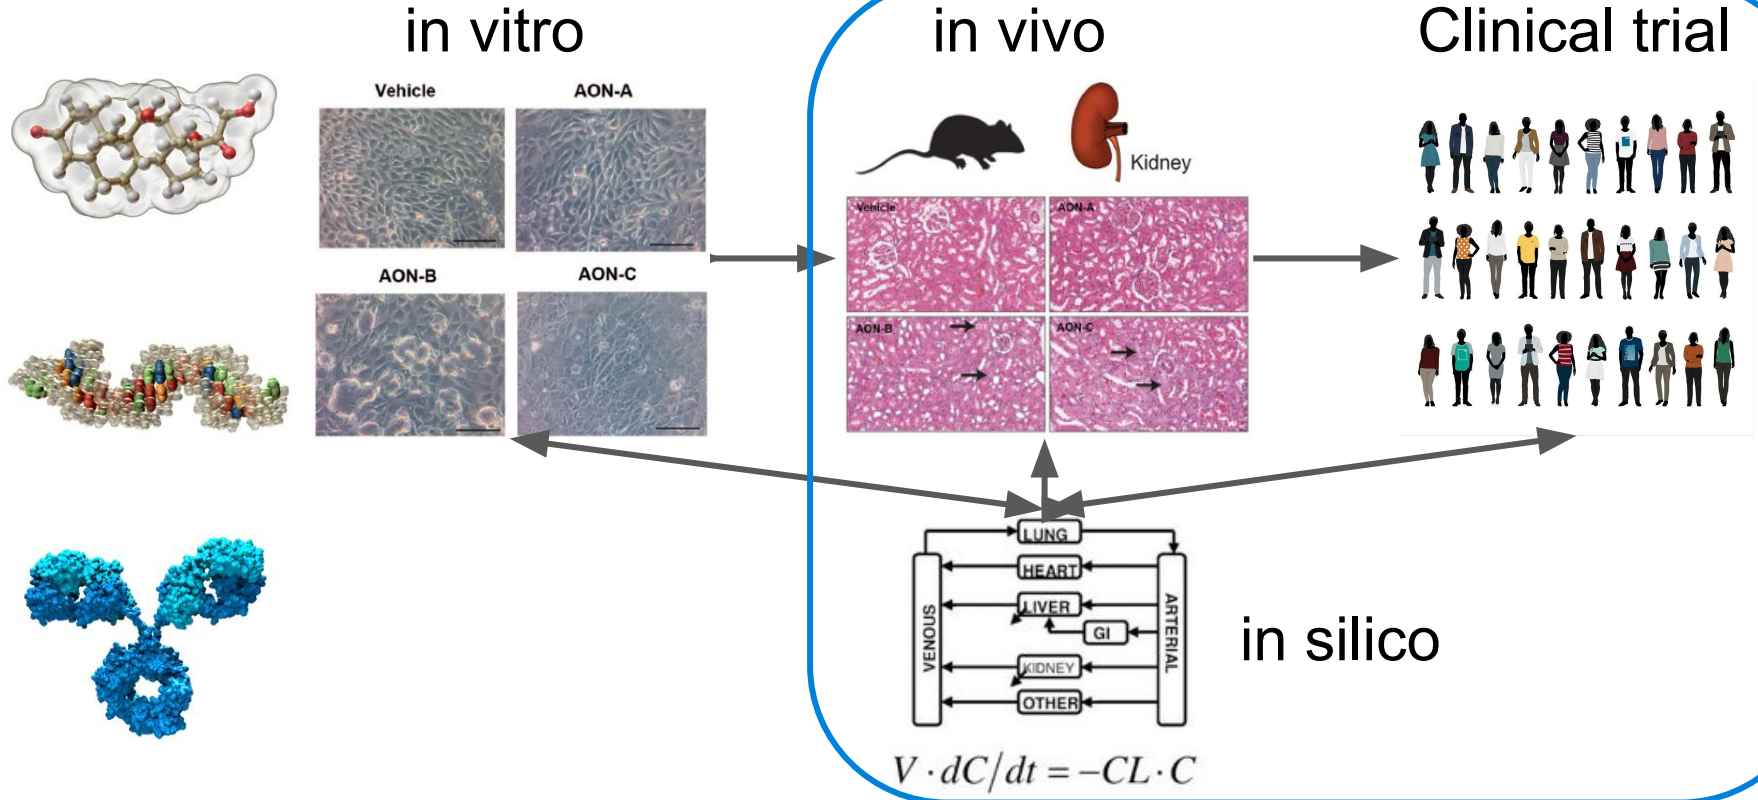 in vitro
in vivo
Clinical trial
Vehicle
AON-A
AON-B
AON-C
Kidney
Vehicle
AON-A
AON-B
AON-C
LUNG
HEART
LIVER
GI
KIDNEY
OTHER
VENOUS
ARTERIAL
in silico
V · dC/dt = −CL · C